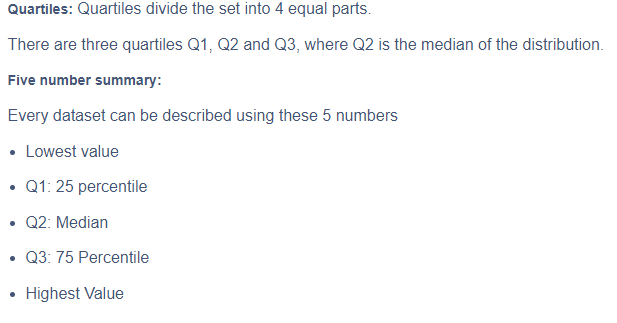 Quartiles: Quartiles divide the set into 4 equal parts.
There are three quartiles Q1, Q2 and Q3, where Q2 is the median of the distribution.
Five number summary:
Every dataset can be described using these 5 numbers
• Lowest value
• Q1: 25 percentile
• Q2: Median
• Q3: 75 Percentile
• Highest Value